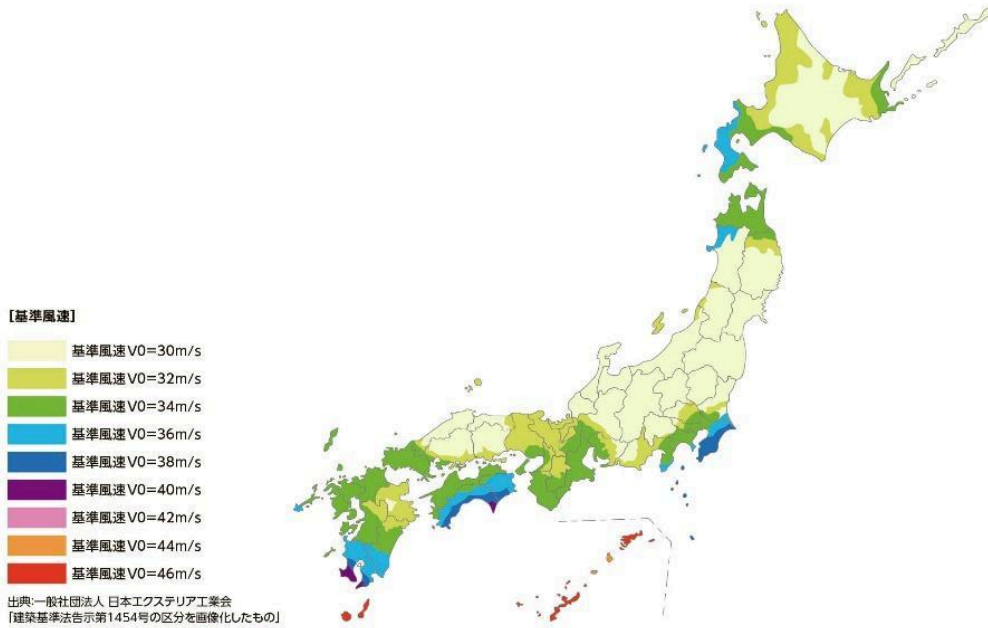 [基準風速]
基準風速V0=30m/s
基準風速V0=32m/s
基準風速V0=34m/s
基準風速V0=36m/s
基準風速V0=38m/s
基準風速V0=40m/s
基準風速V0=42m/s
基準風速V0=44m/s
基準風速V0=46m/s
出典:一般社団法人 日本エクステリア工業会
「建築基準法告示第1454号の区分を画像化したもの」